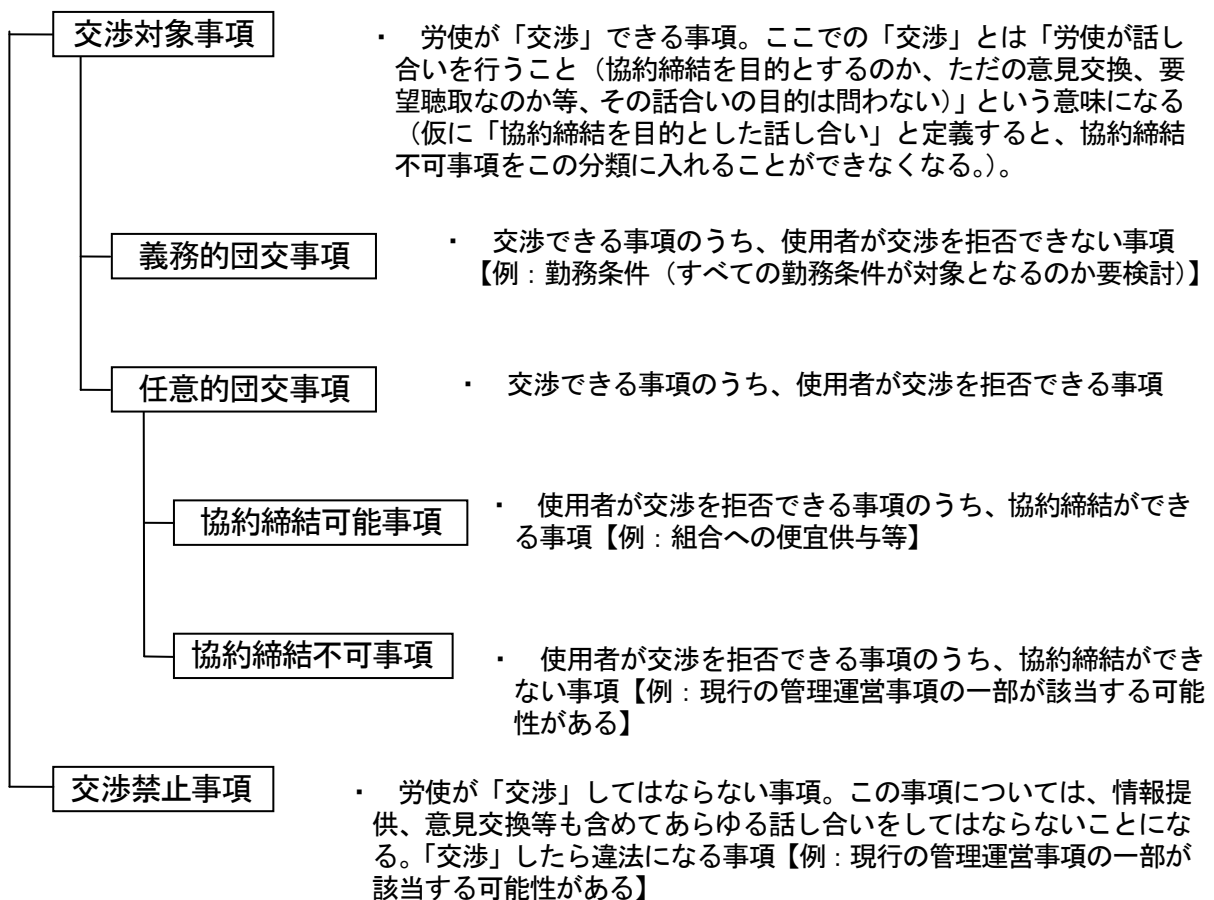 交渉対象事項
・ 労使が「交渉」できる事項。ここでの「交渉」とは「労使が話し
合いを行うこと（協約締結を目的とするのか、ただの意見交換、要
望聴取なのか等、その話合いの目的は問わない）」という意味になる
（仮に「協約締結を目的とした話し合い」と定義すると、協約締結
不可事項をこの分類に入れることができなくなる。）。
義務的団交事項
・ 交渉できる事項のうち、使用者が交渉を拒否できない事項
【例：勤務条件（すべての勤務条件が対象となるのか要検討）】
任意的団交事項
・ 交渉できる事項のうち、使用者が交渉を拒否できる事項
協約締結可能事項
・ 使用者が交渉を拒否できる事項のうち、協約締結ができ
る事項【例：組合への便宜供与等】
協約締結不可事項
・ 使用者が交渉を拒否できる事項のうち、協約締結ができ
ない事項【例：現行の管理運営事項の一部が該当する可能
性がある】
交渉禁止事項
・ 労使が「交渉」してはならない事項。この事項については、情報提
供、意見交換等も含めてあらゆる話し合いをしてはならないことにな
る。「交渉」したら違法になる事項【例：現行の管理運営事項の一部が
該当する可能性がある】